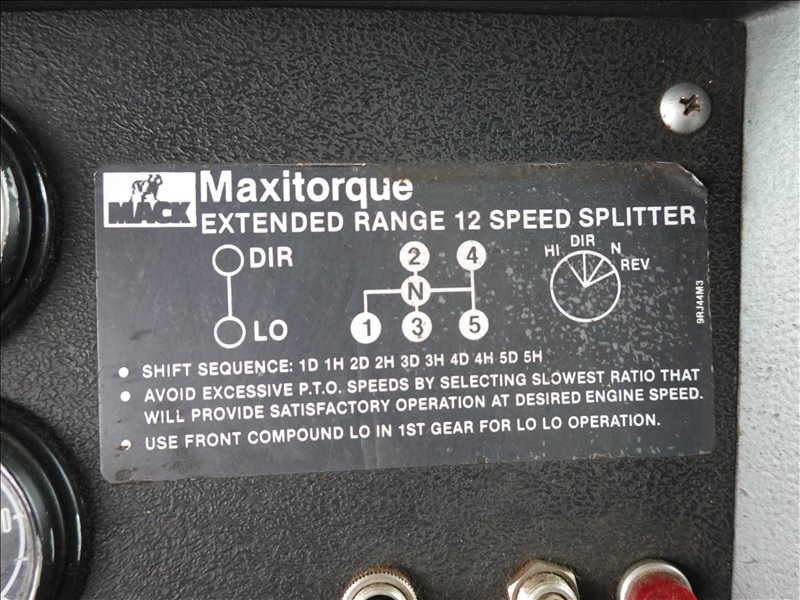 MACK
Maxitorque
EXTENDED RANGE 12 SPEED SPLITTER
DIR
LO
2 4
N
1 3 5
HI DIR N REV
9RJ44M3
• SHIFT SEQUENCE: 1D 1H 2D 2H 3D 3H 4D 4H 5D 5H
• AVOID EXCESSIVE P.T.O. SPEEDS BY SELECTING SLOWEST RATIO THAT
WILL PROVIDE SATISFACTORY OPERATION AT DESIRED ENGINE SPEED.
• USE FRONT COMPOUND LO IN 1ST GEAR FOR LO LO OPERATION.
0